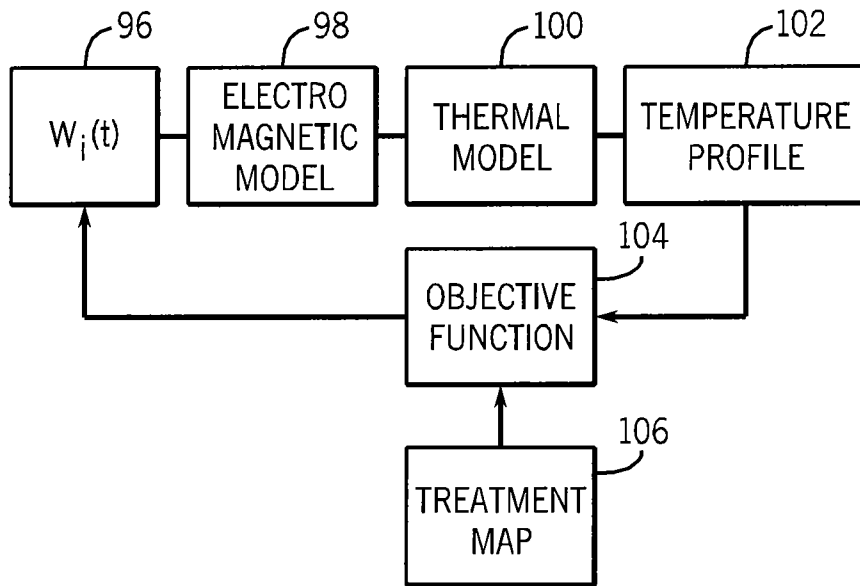 96
98
100
102
W_i(t)
ELECTRO
MAGNETIC
MODEL
THERMAL
MODEL
TEMPERATURE
PROFILE
104
OBJECTIVE
FUNCTION
106
TREATMENT
MAP